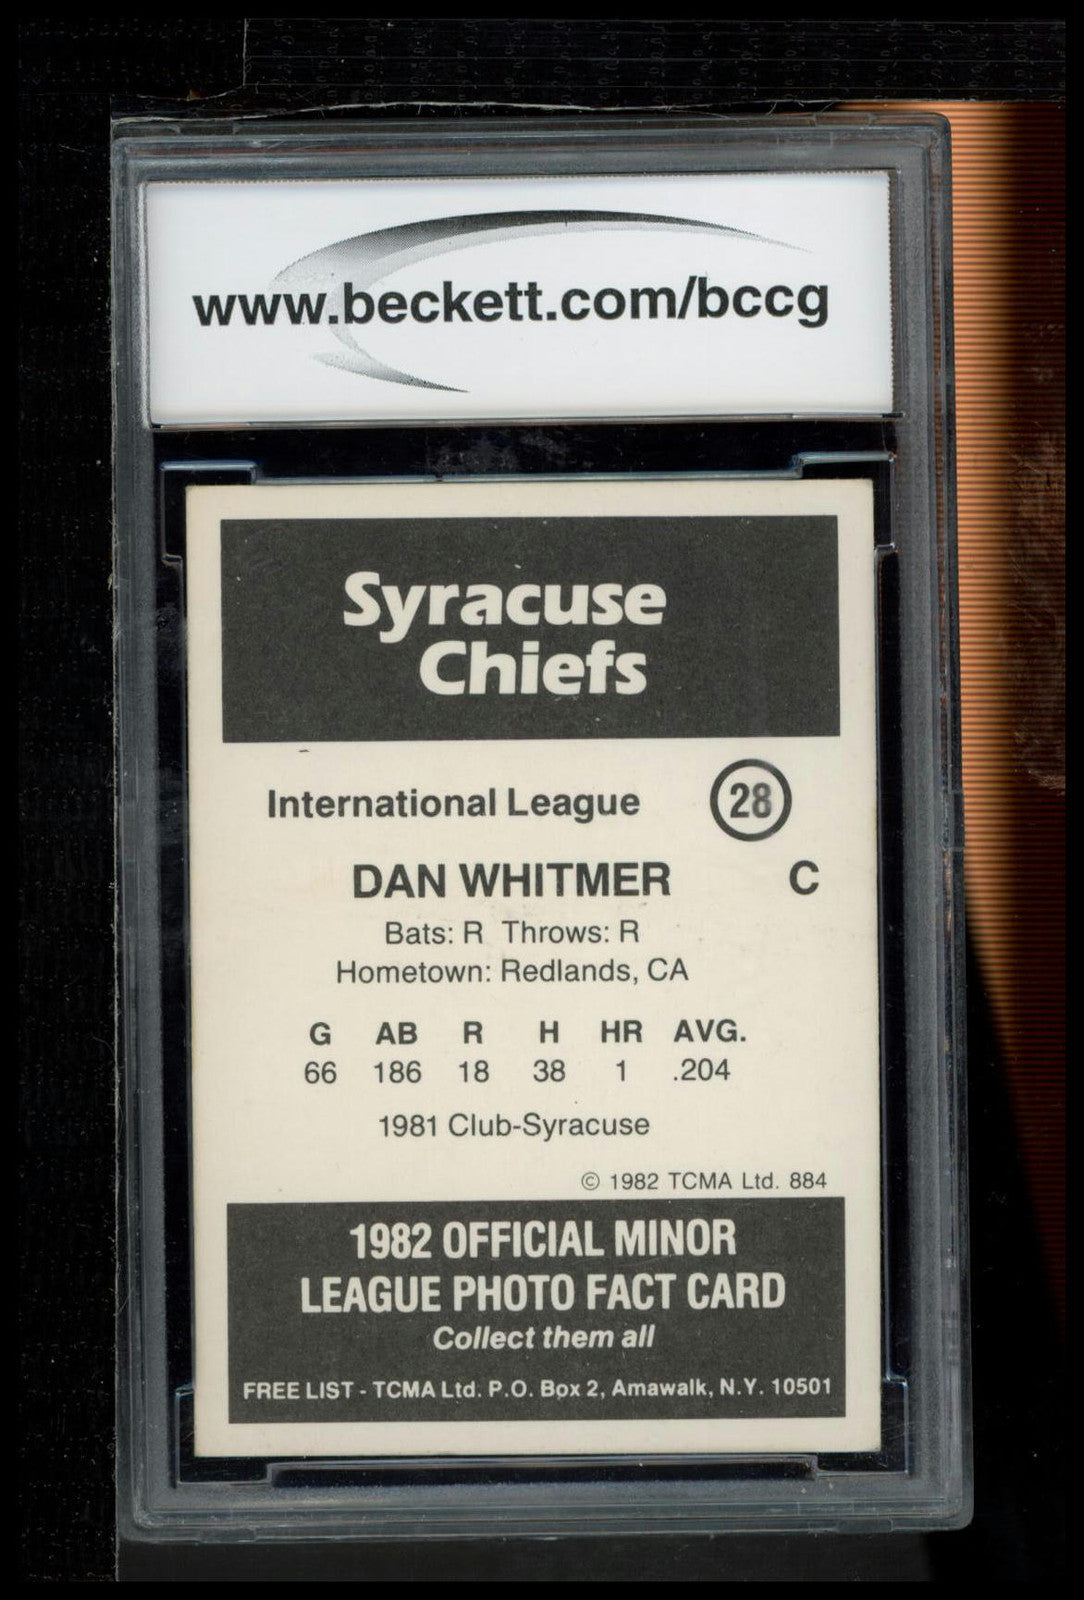 www.beckett.com/bccg
Syracuse
Chiefs
International League 28
DAN WHITMER C
Bats: R Throws: R
Hometown: Redlands, CA
G AB R H HR AVG.
66 186 18 38 1 .204
1981 Club-Syracuse
© 1982 TCMA Ltd. 884
1982 OFFICIAL MINOR
LEAGUE PHOTO FACT CARD
Collect them all
FREE LIST - TCMA Ltd. P.O. Box 2, Amawalk, N.Y. 10501